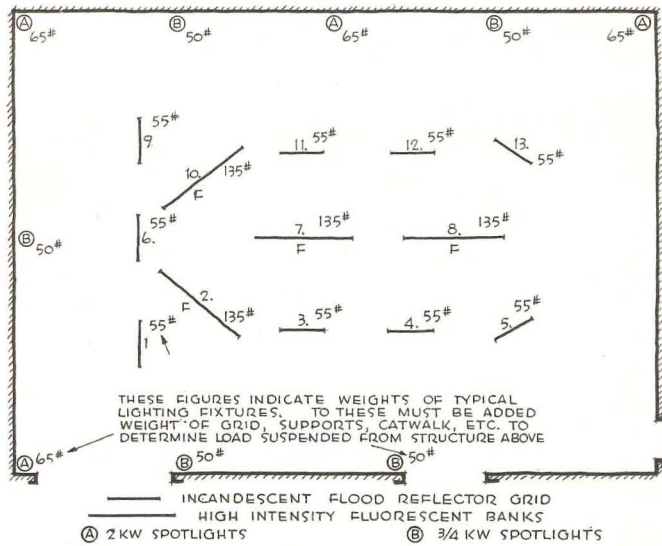 A 65# B 50# A 65# B 50# 65# A
55# 9.
11. 55# 12. 55# 13. 55#
10. 135# F
B 50#
55# 6.
7. 135# F
8. 135# F
F 2. 135#
55# 1
3. 55# 4. 55# 5. 55#
THESE FIGURES INDICATE WEIGHTS OF TYPICAL
LIGHTING FIXTURES. TO THESE MUST BE ADDED
WEIGHT OF GRID, SUPPORTS, CATWALK, ETC. TO
DETERMINE LOAD SUSPENDED FROM STRUCTURE ABOVE
A 65# B 50# B 50#
INCANDESCENT FLOOD REFLECTOR GRID
HIGH INTENSITY FLUORESCENT BANKS
A 2 KW SPOTLIGHTS B 3/4 KW SPOTLIGHTS